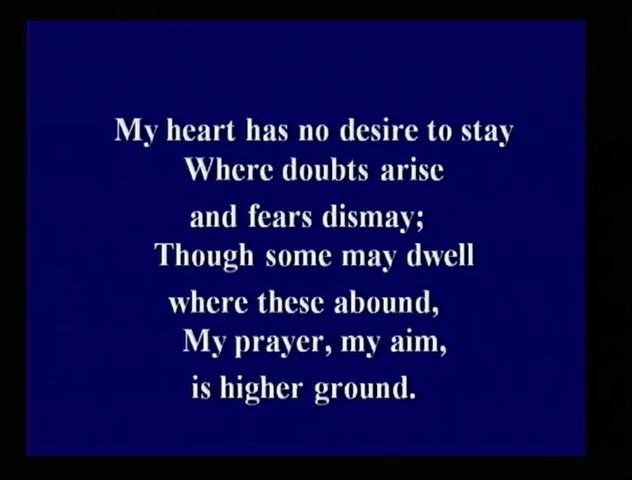 My heart has no desire to stay
Where doubts arise
and fears dismay;
Though some may dwell
where these abound,
My prayer, my aim,
is higher ground.